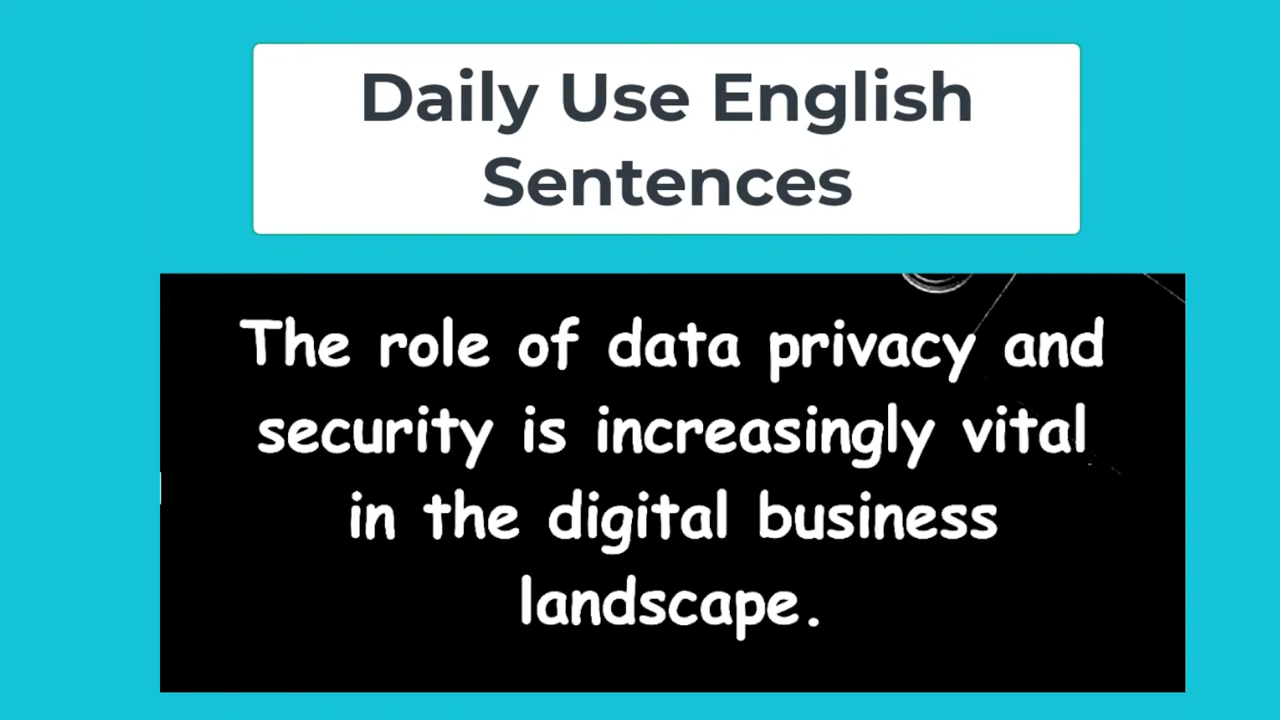 Daily Use English
Sentences
The role of data privacy and
security is increasingly vital
in the digital business
landscape.